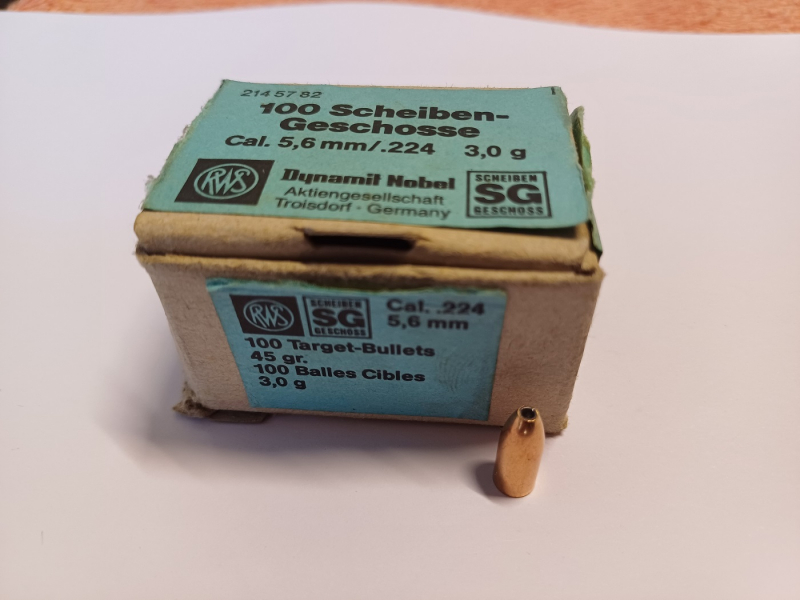 214 57 82
100 Scheiben-
Geschosse
Cal. 5,6 mm/.224 3,0 g
RWS
Dynamit Nobel
Aktiengesellschaft
Troisdorf · Germany
SCHEIBEN
SG
GESCHOSS
RWS
SCHEIBEN
SG
GESCHOSS
Cal. .224
5,6 mm
100 Target-Bullets
45 gr.
100 Balles Cibles
3,0 g